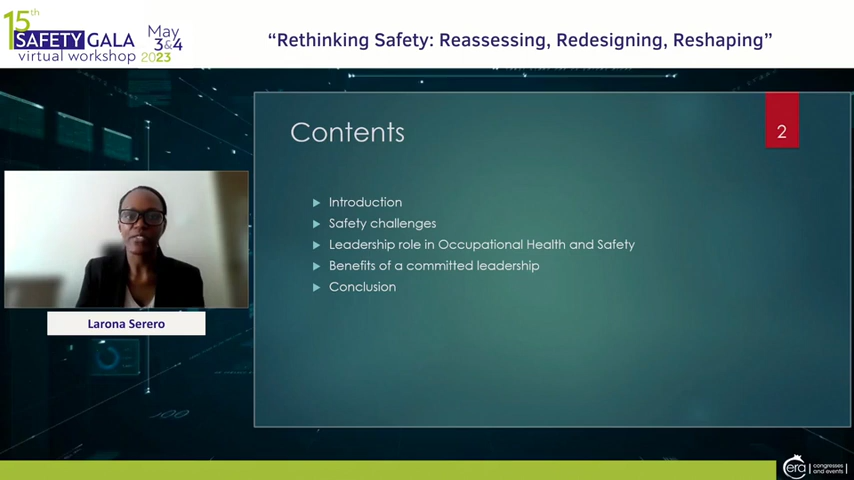 15th
SAFETY GALA
virtual workshop
May
3&4
2023
“Rethinking Safety: Reassessing, Redesigning, Reshaping”
Contents
2
Introduction
Safety challenges
Leadership role in Occupational Health and Safety
Benefits of a committed leadership
Conclusion
Larona Serero
era
congresses
and events